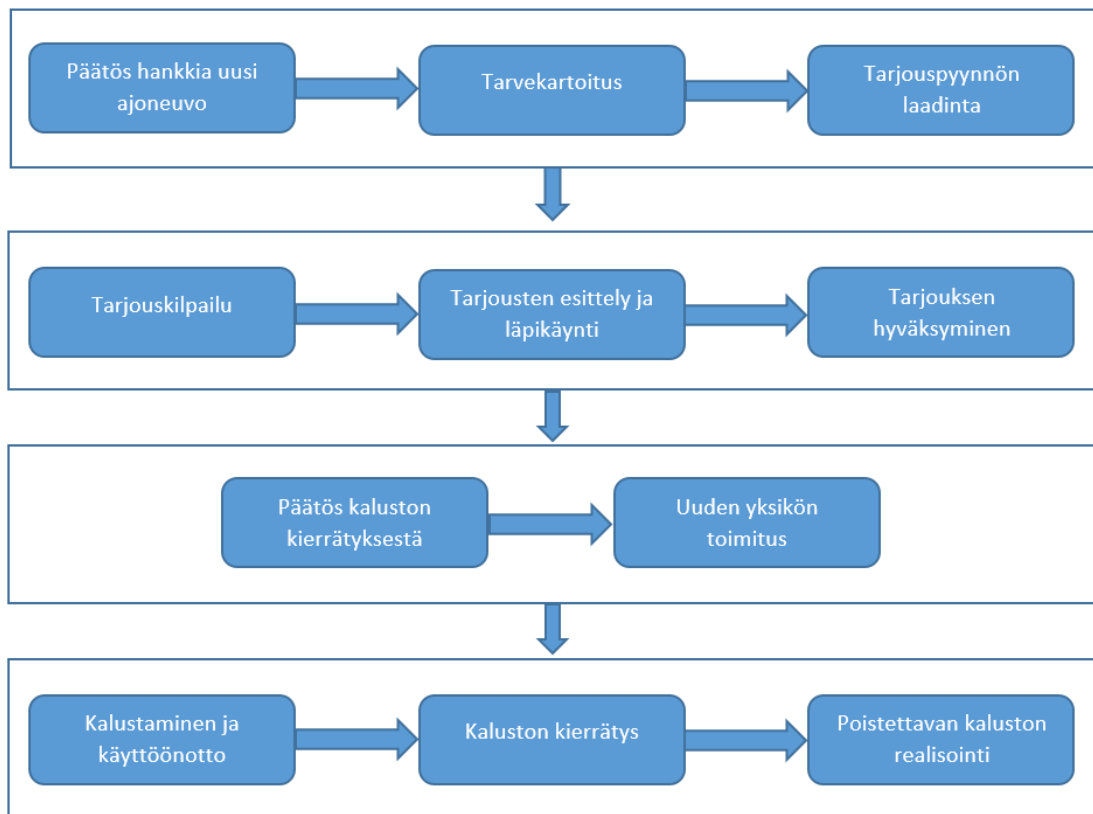 Päätös hankkia uusi
ajoneuvo
Tarvekartoitus
Tarjouspyynnön
laadinta
Tarjouskilpailu
Tarjousten esittely ja
läpikäynti
Tarjouksen
hyväksyminen
Päätös kaluston
kierrätyksestä
Uuden yksikön
toimitus
Kalustaminen ja
käyttöönotto
Kaluston kierrätys
Poistettavan kaluston
realisointi